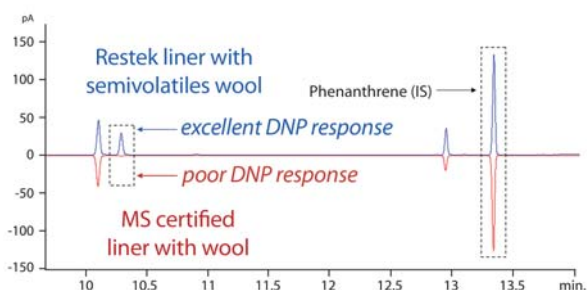 pA
150
Restek liner with
semivolatiles wool
100
Phenanthrene (IS)
50
excellent DNP response
0
poor DNP response
-50
MS certified
liner with wool
-100
-150
10 10.5 11 11.5 12 12.5 13 13.5 min.